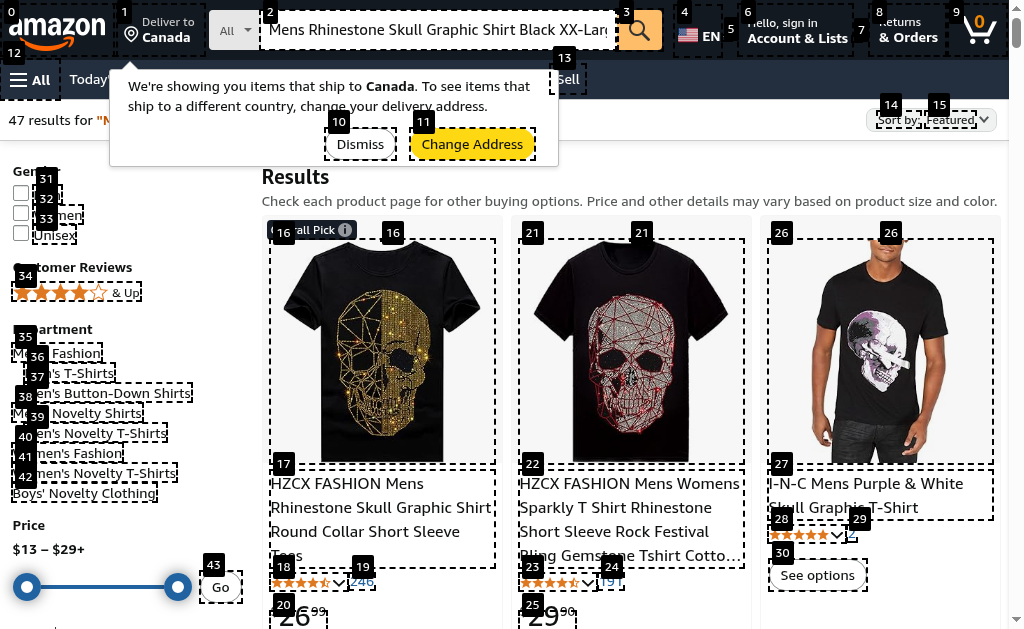 0 1 2 3 4 5 6 7 8 9
amazon
Deliver to
Canada
All
Mens Rhinestone Skull Graphic Shirt Black XX-Lar
EN
Hello, sign in
Account & Lists
Returns
& Orders
0
12
13
All
Today'
Sell
We're showing you items that ship to Canada. To see items that
ship to a different country, change your delivery address.
10 11
Dismiss
Change Address
14 15
47 results for "M
Sort by: Featured
Results
Check each product page for other buying options. Price and other details may vary based on product size and color.
31
32
Women
33
Unisex
Customer Reviews
34
& Up
Department
35
Men's Fashion
36
Men's T-Shirts
37
Men's Button-Down Shirts
38
Men's Novelty Shirts
39
Men's Novelty T-Shirts
40
Women's Fashion
41
Women's Novelty T-Shirts
42
Boys' Novelty Clothing
Price
$13 – $29+
43
Go
Overall Pick
16 16
17
HZCX FASHION Mens
Rhinestone Skull Graphic Shirt
Round Collar Short Sleeve
Tees
18 19
246
20
26 99
21 21
22
HZCX FASHION Mens Womens
Sparkly T Shirt Rhinestone
Short Sleeve Rock Festival
Bling Gemstone Tshirt Cotto...
23 24
191
25
29 90
26 26
27
I-N-C Mens Purple & White
Skull Graphic T-Shirt
28 29
2
30
See options